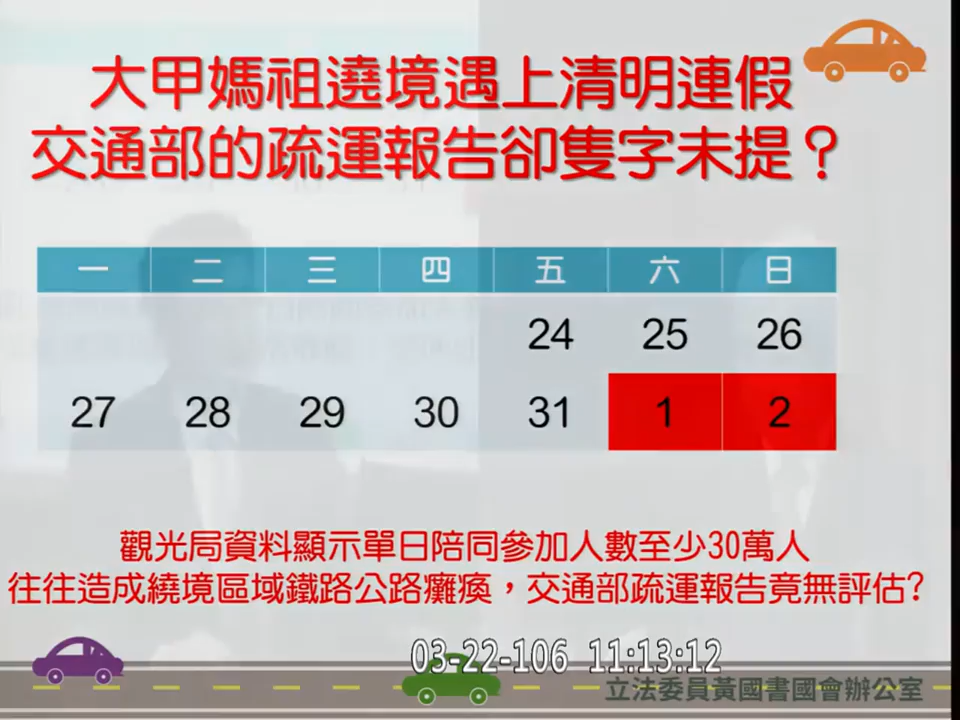 大甲媽祖遶境遇上清明連假
交通部的疏運報告卻隻字未提？
一 二 三 四 五 六 日
24 25 26
27 28 29 30 31 1 2
觀光局資料顯示單日陪同參加人數至少30萬人
往往造成繞境區域鐵路公路癱瘓，交通部疏運報告竟無評估?
03-22-106 11:13:12
立法委員黃國書國會辦公室